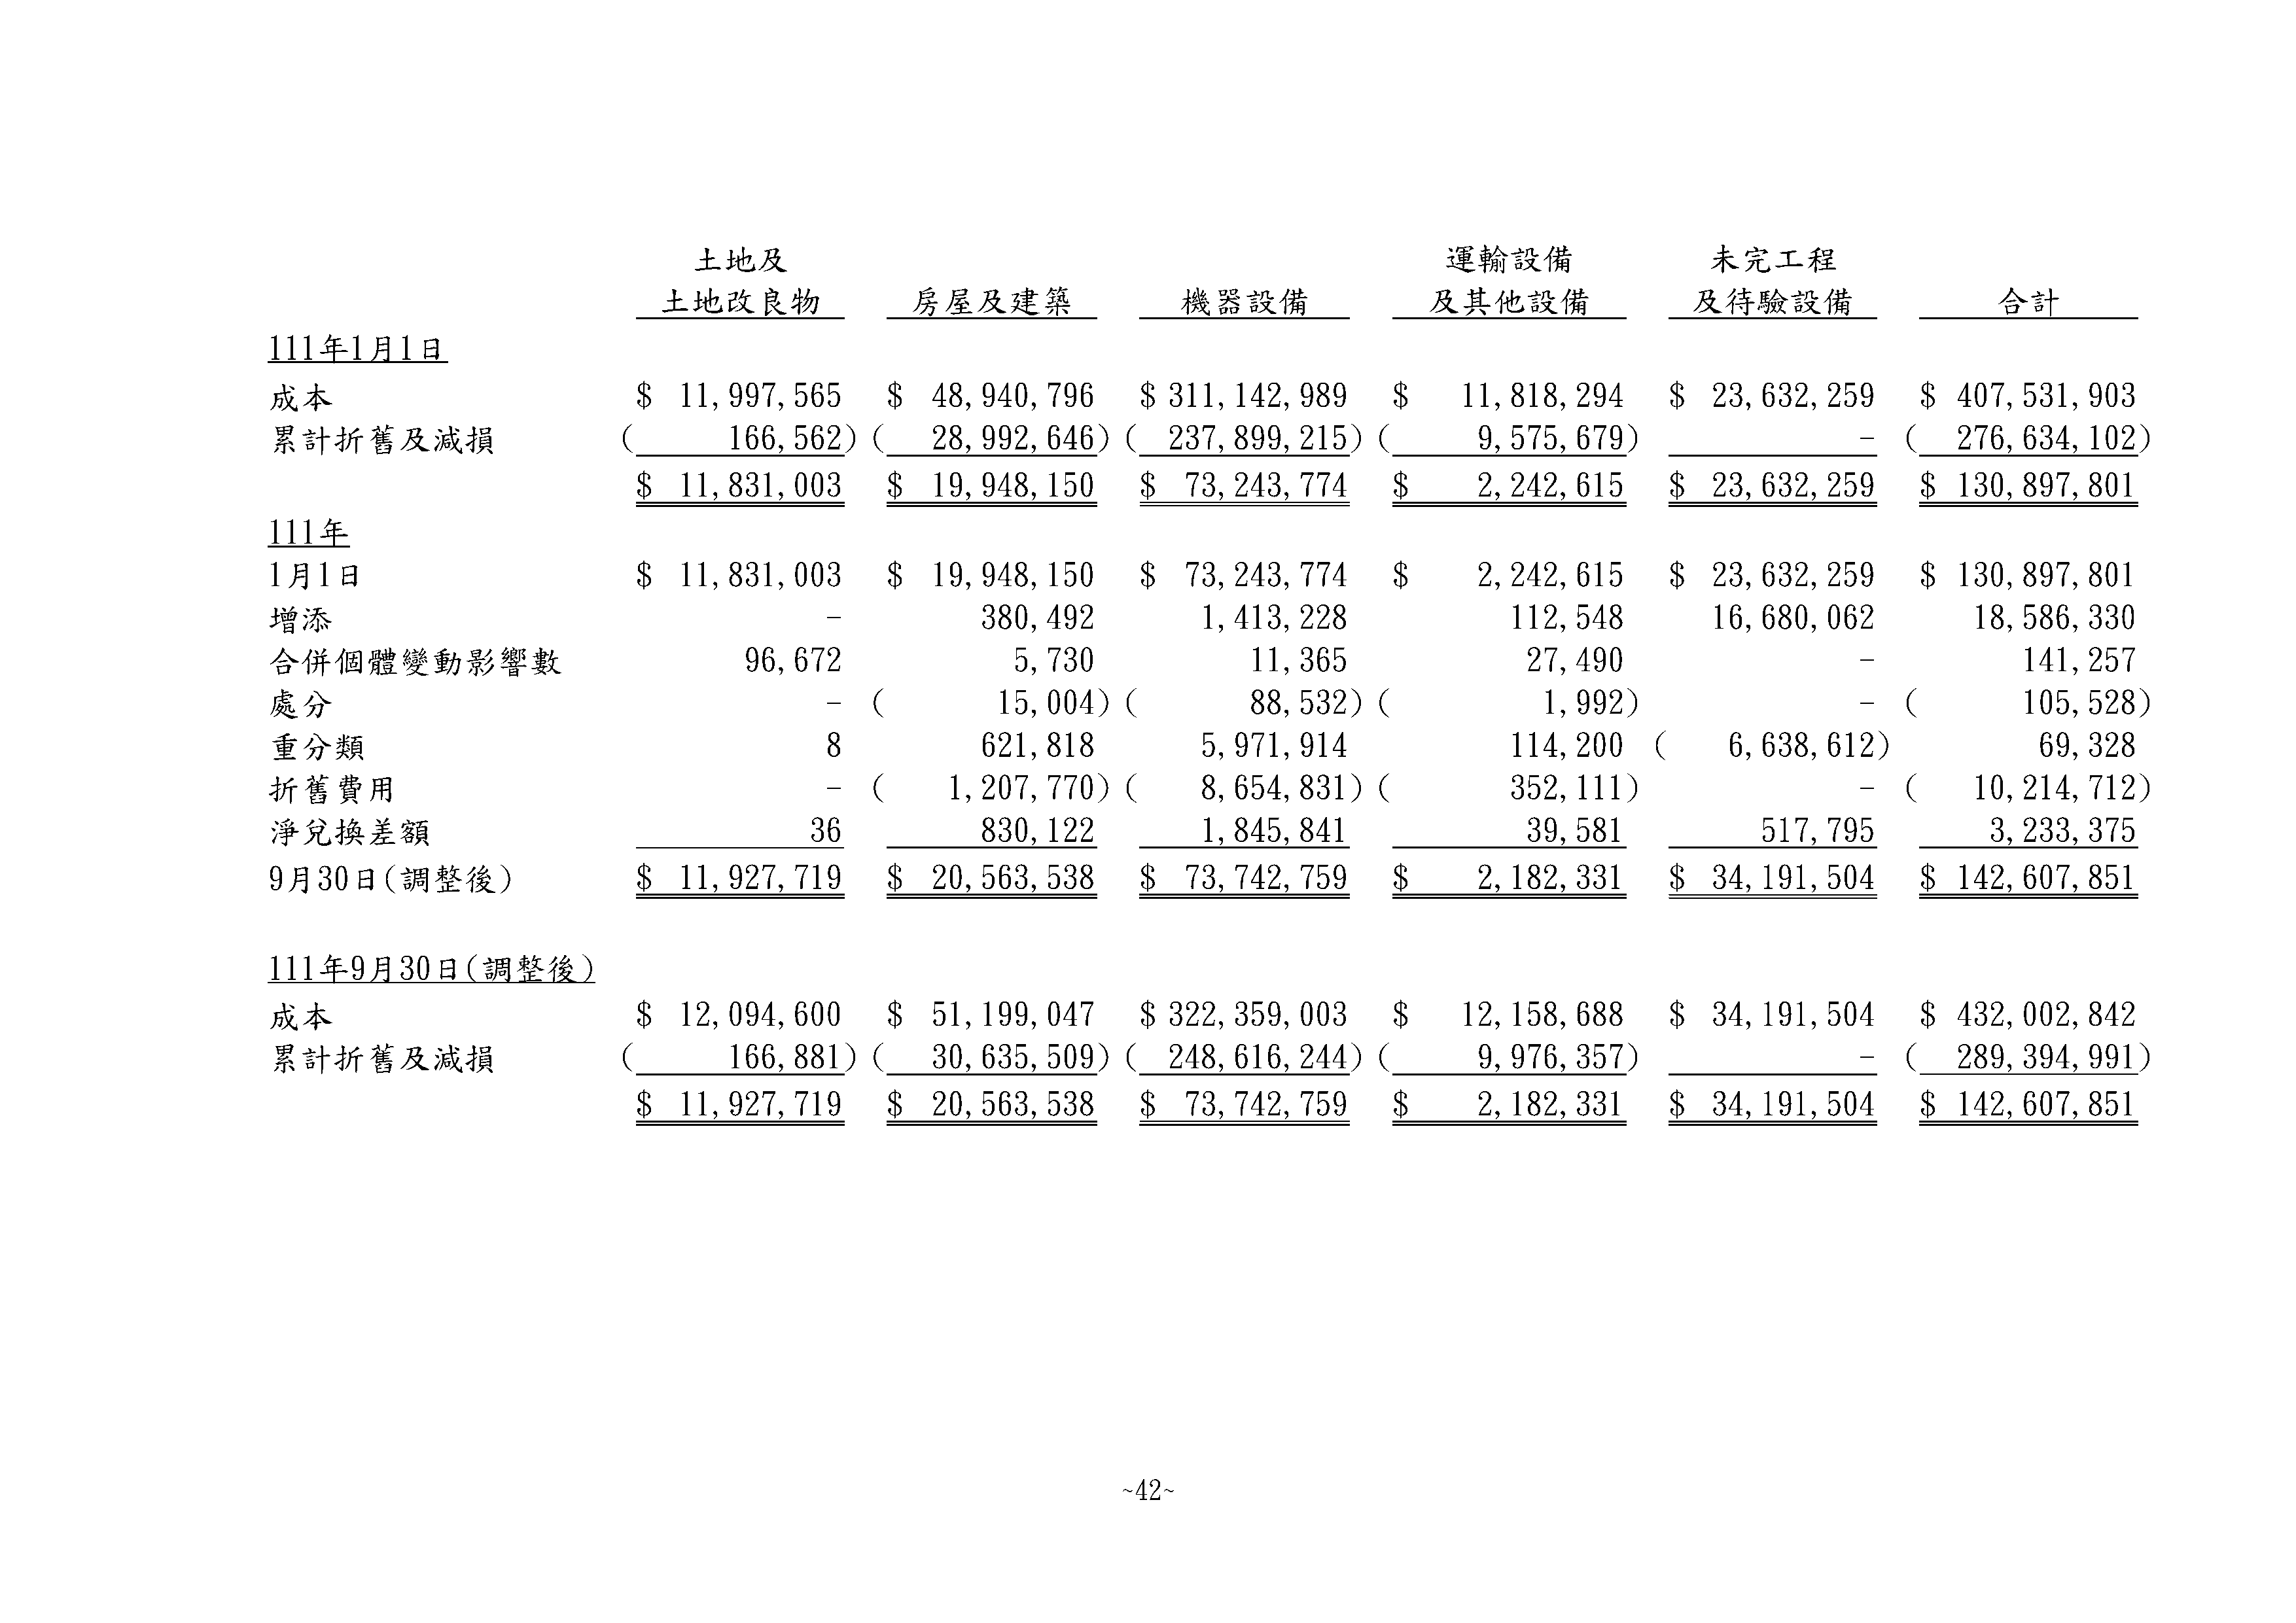 土地及 運輸設備 未完工程
土地改良物 房屋及建築 機器設備 及其他設備 及待驗設備 合計
111年1月1日
成本 $ 11,997,565 $ 48,940,796 $ 311,142,989 $ 11,818,294 $ 23,632,259 $ 407,531,903
累計折舊及減損 ( 166,562) ( 28,992,646) ( 237,899,215) ( 9,575,679) - ( 276,634,102)
$ 11,831,003 $ 19,948,150 $ 73,243,774 $ 2,242,615 $ 23,632,259 $ 130,897,801
111年
1月1日 $ 11,831,003 $ 19,948,150 $ 73,243,774 $ 2,242,615 $ 23,632,259 $ 130,897,801
增添 - 380,492 1,413,228 112,548 16,680,062 18,586,330
合併個體變動影響數 96,672 5,730 11,365 27,490 - 141,257
處分 - ( 15,004) ( 88,532) ( 1,992) - ( 105,528)
重分類 8 621,818 5,971,914 114,200 ( 6,638,612) 69,328
折舊費用 - ( 1,207,770) ( 8,654,831) ( 352,111) - ( 10,214,712)
淨兌換差額 36 830,122 1,845,841 39,581 517,795 3,233,375
9月30日(調整後) $ 11,927,719 $ 20,563,538 $ 73,742,759 $ 2,182,331 $ 34,191,504 $ 142,607,851
111年9月30日(調整後)
成本 $ 12,094,600 $ 51,199,047 $ 322,359,003 $ 12,158,688 $ 34,191,504 $ 432,002,842
累計折舊及減損 ( 166,881) ( 30,635,509) ( 248,616,244) ( 9,976,357) - ( 289,394,991)
$ 11,927,719 $ 20,563,538 $ 73,742,759 $ 2,182,331 $ 34,191,504 $ 142,607,851
~42~